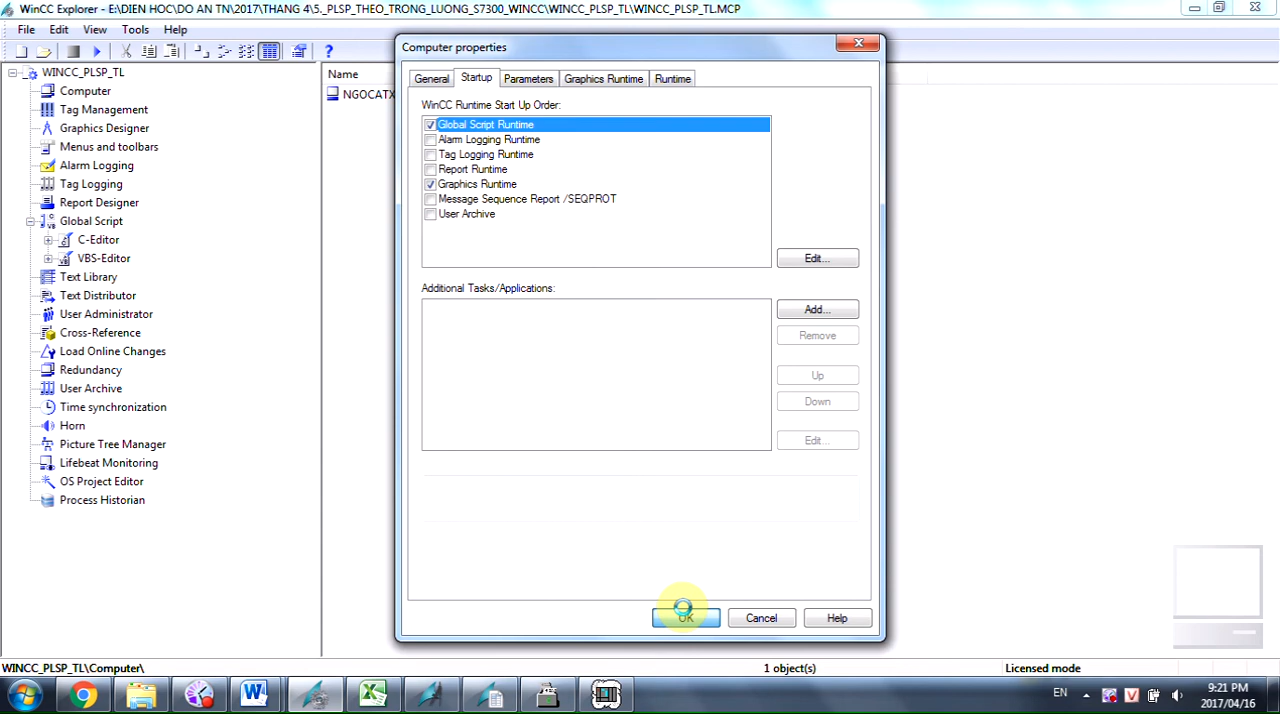 WinCC Explorer - E:\DIEN HOC\DO AN TN\2017\THANG 4\5._PLSP_THEO_TRONG_LUONG_S7300_WINCC\WINCC_PLSP_TL\WINCC_PLSP_TL.MCP
File Edit View Tools Help
WINCC_PLSP_TL
Computer
Tag Management
Graphics Designer
Menus and toolbars
Alarm Logging
Tag Logging
Report Designer
Global Script
C-Editor
VBS-Editor
Text Library
Text Distributor
User Administrator
Cross-Reference
Load Online Changes
Redundancy
User Archive
Time synchronization
Horn
Picture Tree Manager
Lifebeat Monitoring
OS Project Editor
Process Historian
Name
NGOCATX
Computer properties
General Startup Parameters Graphics Runtime Runtime
WinCC Runtime Start Up Order:
Global Script Runtime
Alarm Logging Runtime
Tag Logging Runtime
Report Runtime
Graphics Runtime
Message Sequence Report /SEQPROT
User Archive
Edit...
Additional Tasks/Applications:
Add...
Remove
Up
Down
Edit...
OK Cancel Help
WINCC_PLSP_TL\Computer\ 1 object(s) Licensed mode
EN 9:21 PM
2017/04/16